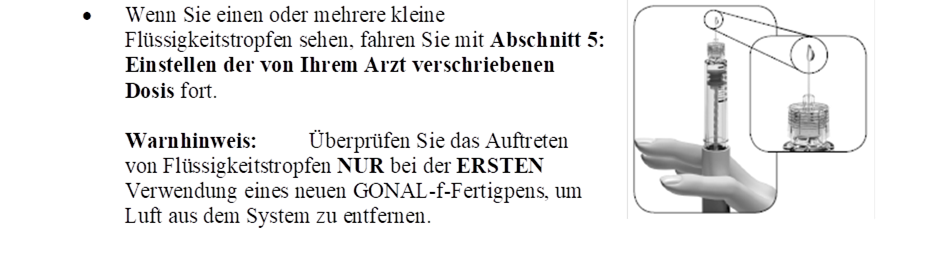 • Wenn Sie einen oder mehrere kleine
Flüssigkeitstropfen sehen, fahren Sie mit Abschnitt 5:
Einstellen der von Ihrem Arzt verschriebenen
Dosis fort.
Warnhinweis: Überprüfen Sie das Auftreten
von Flüssigkeitstropfen NUR bei der ERSTEN
Verwendung eines neuen GONAL-f-Fertigpens, um
Luft aus dem System zu entfernen.